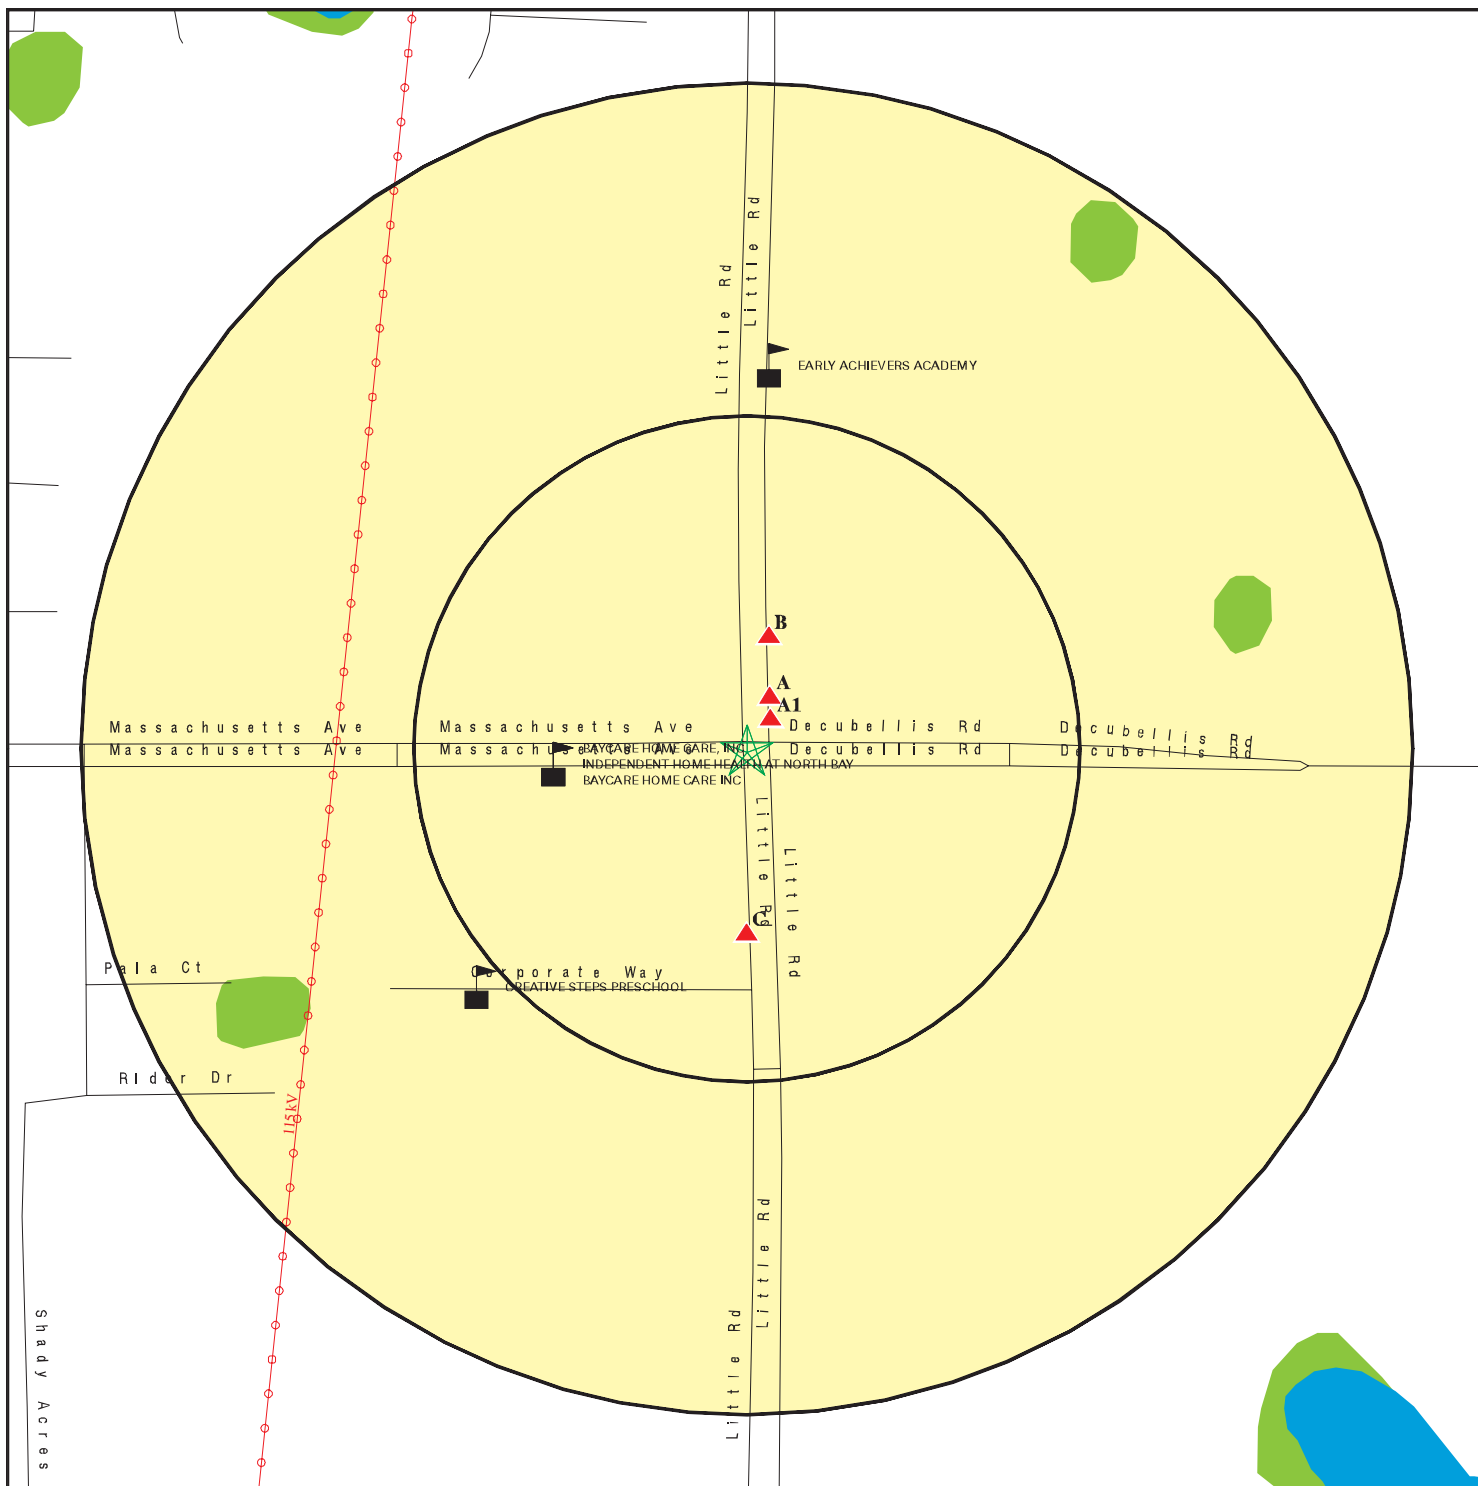 Little Rd
Little Rd
EARLY ACHIEVERS ACADEMY
B
A
A1
Massachusetts Ave
Massachusetts Ave
Decubellis Rd
Decubellis Rd
Massachusetts Ave
Massachusetts Ave
Decubellis Rd
Decubellis Rd
BAYCARE HOME CARE, INC
INDEPENDENT HOME HEALTH AT NORTH BAY
BAYCARE HOME CARE INC
Little Rd
Little Rd
C
Pala Ct
Corporate Way
CREATIVE STEPS PRESCHOOL
Rider Dr
115kV
Little Rd
Little Rd
Shady Acres